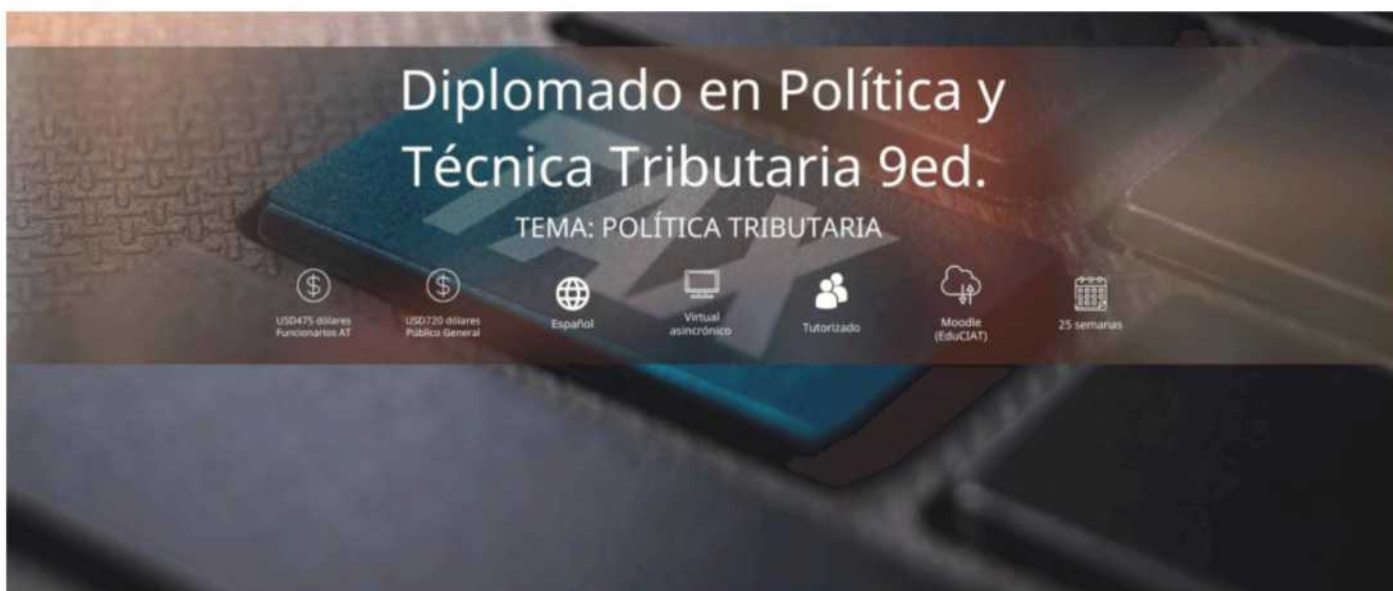 Diplomado en Política y
Técnica Tributaria 9ed.
TEMA: POLÍTICA TRIBUTARIA
TAX
USD475 dólares
Funcionarios AT
USD720 dólares
Público General
Español
Virtual
asincrónico
Tutorizado
Moodle
(EduCIAT)
25 semanas